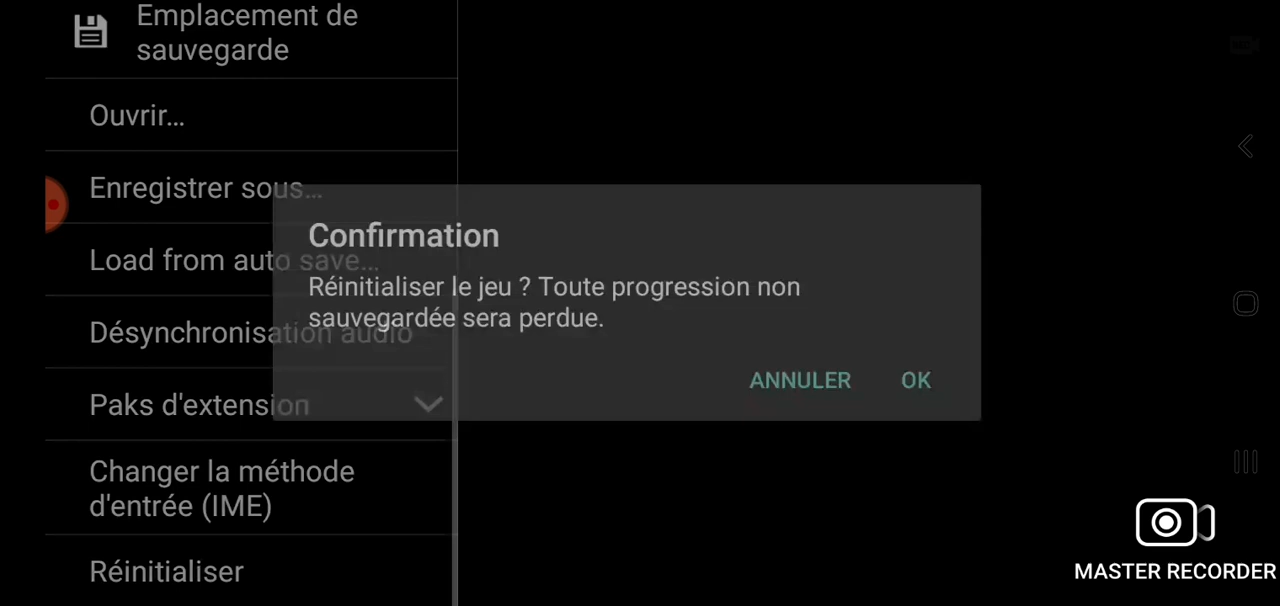 Emplacement de
sauvegarde
Ouvrir...
Enregistrer sous...
Load from auto save...
Désynchronisation audio
Paks d'extension
Changer la méthode
d'entrée (IME)
Réinitialiser
Confirmation
Réinitialiser le jeu ? Toute progression non
sauvegardée sera perdue.
ANNULER OK
MASTER RECORDER